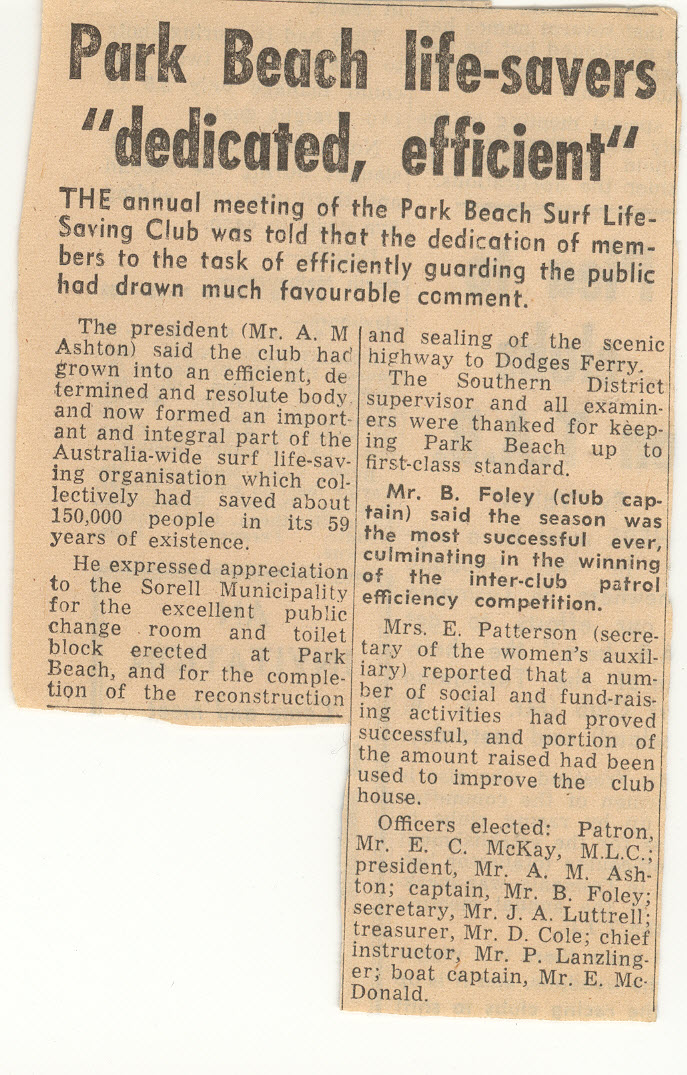 Park Beach life-savers
"dedicated, efficient"
THE annual meeting of the Park Beach Surf Life-
Saving Club was told that the dedication of mem-
bers to the task of efficiently guarding the public
had drawn much favourable comment.
The president (Mr. A. M
Ashton) said the club had
grown into an efficient, de
termined and resolute body
and now formed an import-
ant and integral part of the
Australia-wide surf life-sav-
ing organisation which col-
lectively had saved about
150,000 people in its 59
years of existence.
He expressed appreciation
to the Sorell Municipality
for the excellent public
change room and toilet
block erected at Park
Beach, and for the comple-
tion of the reconstruction
and sealing of the scenic
highway to Dodges Ferry.
The Southern District
supervisor and all examin-
ers were thanked for keep-
ing Park Beach up to
first-class standard.
Mr. B. Foley (club cap-
tain) said the season was
the most successful ever,
culminating in the winning
of the inter-club patrol
efficiency competition.
Mrs. E. Patterson (secre-
tary of the women's auxil-
iary) reported that a num-
ber of social and fund-rais-
ing activities had proved
successful, and portion of
the amount raised had been
used to improve the club
house.
Officers elected: Patron,
Mr. E. C. McKay, M.L.C.;
president, Mr. A. M. Ash-
ton; captain, Mr. B. Foley;
secretary, Mr. J. A. Luttrell;
treasurer, Mr. D. Cole; chief
instructor, Mr. P. Lanzling-
er; boat captain, Mr. E. Mc-
Donald.